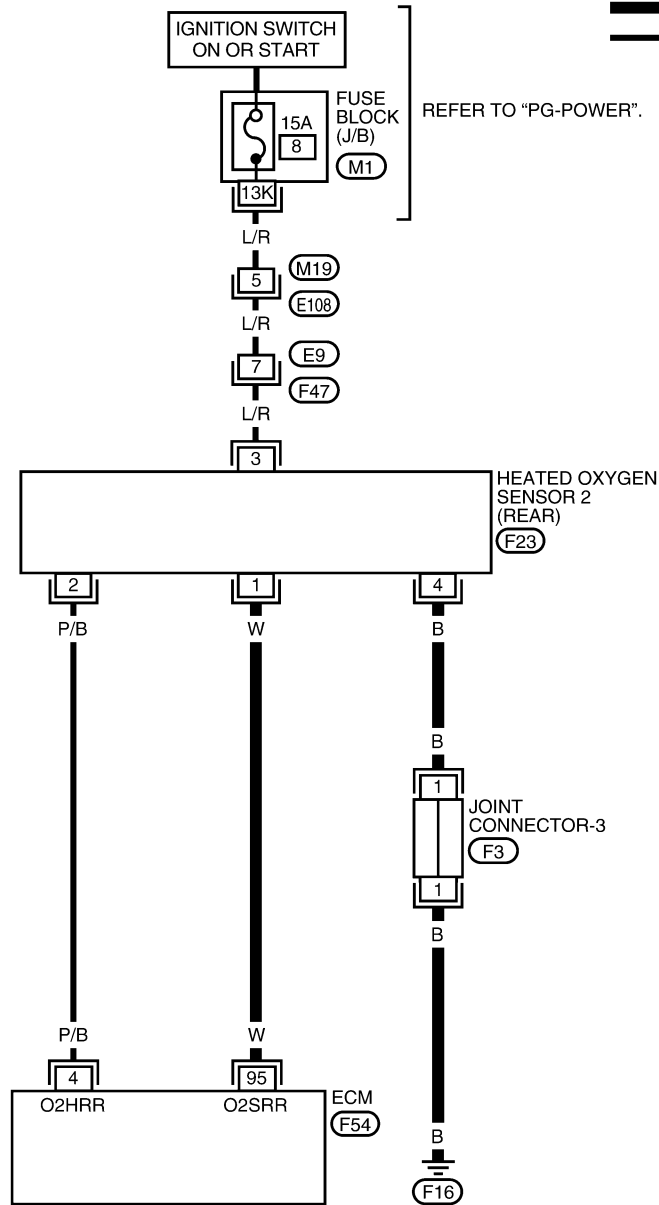 IGNITION SWITCH
ON OR START
FUSE
BLOCK
(J/B)
15A
8
M1
REFER TO “PG-POWER”.
13K
L/R
5
M19
E108
L/R
7
E9
F47
L/R
3
HEATED OXYGEN
SENSOR 2
(REAR)
F23
2
1
4
P/B
W
B
B
1
JOINT
CONNECTOR-3
F3
1
B
P/B
W
4
95
O2HRR
O2SRR
ECM
F54
B
F16